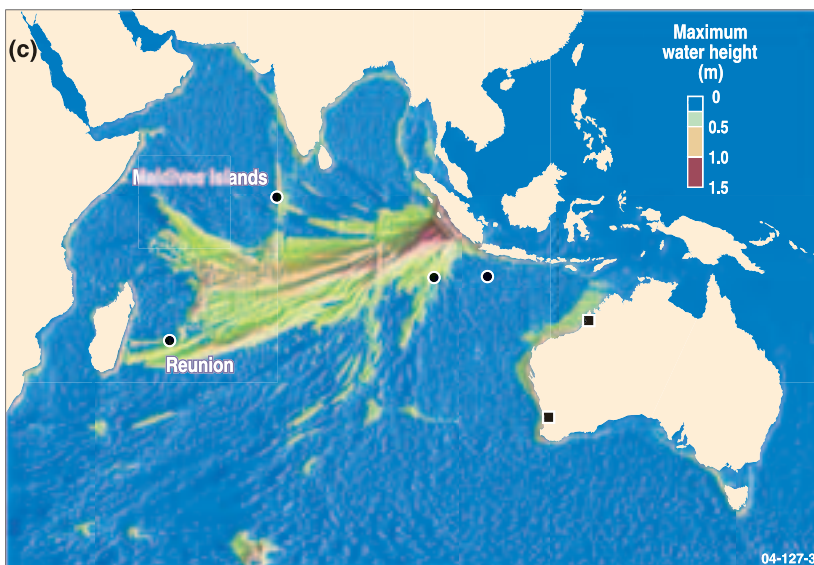 (c)
Maximum
water height
(m)
0
0.5
1.0
1.5
Maldives Islands
Reunion
04-127-3